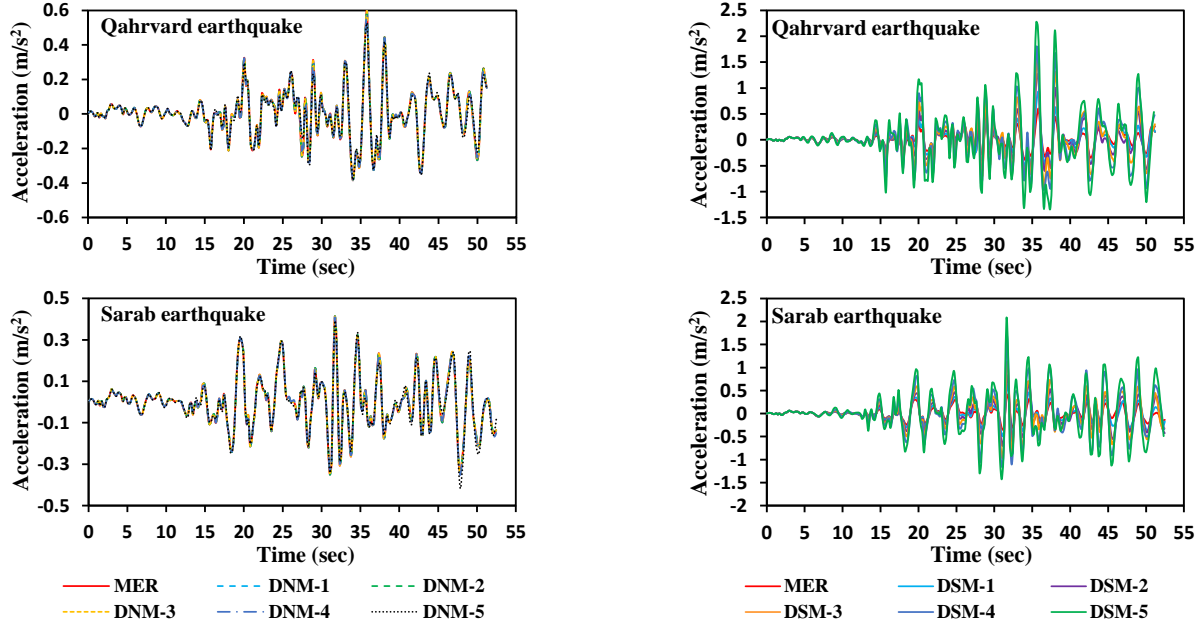 Qahrvard earthquake
Acceleration (m/s²)
0.6
0.4
0.2
0
-0.2
-0.4
-0.6
0 5 10 15 20 25 30 35 40 45 50 55
Time (sec)
Qahrvard earthquake
Acceleration (m/s²)
2.5
2
1.5
1
0.5
0
-0.5
-1
-1.5
0 5 10 15 20 25 30 35 40 45 50 55
Time (sec)
Sarab earthquake
Acceleration (m/s²)
0.5
0.3
0.1
-0.1
-0.3
-0.5
0 5 10 15 20 25 30 35 40 45 50 55
Time (sec)
Sarab earthquake
Acceleration (m/s²)
2.5
2
1.5
1
0.5
0
-0.5
-1
-1.5
-2
0 5 10 15 20 25 30 35 40 45 50 55
Time (sec)
MER DNM-1 DNM-2
DNM-3 DNM-4 DNM-5
MER DSM-1 DSM-2
DSM-3 DSM-4 DSM-5